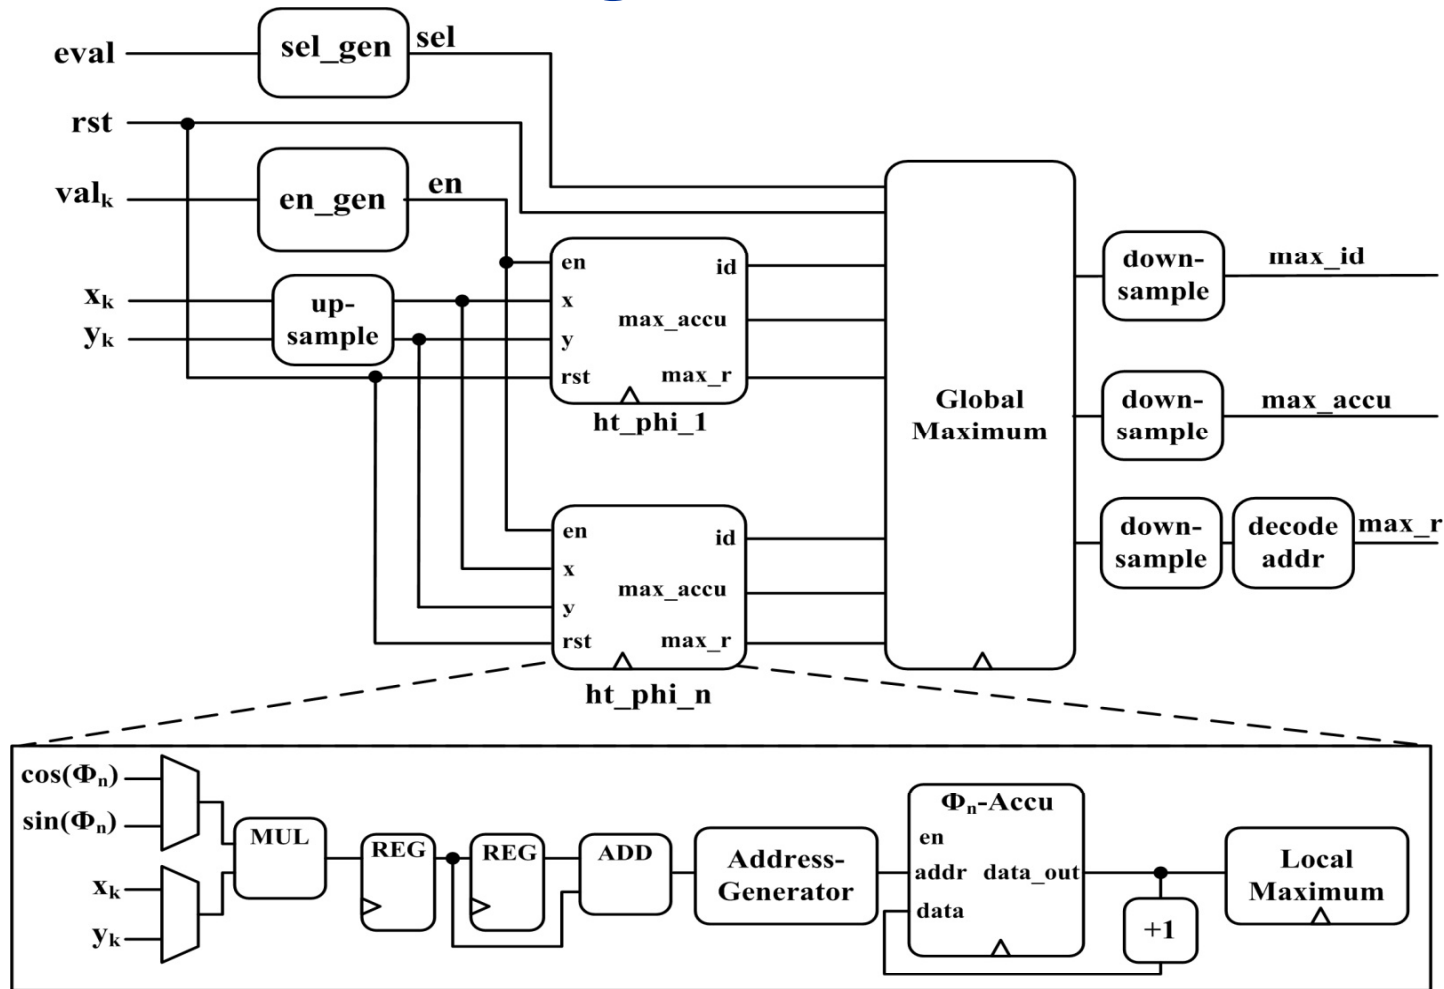 eval
sel_gen
sel
rst
valₖ
en_gen
en
xₖ
yₖ
up-
sample
en
x
y
rst
id
max_accu
max_r
ht_phi_1
en
x
y
rst
id
max_accu
max_r
ht_phi_n
Global
Maximum
down-
sample
max_id
down-
sample
max_accu
down-
sample
decode
addr
max_r
cos(Φₙ)
sin(Φₙ)
xₖ
yₖ
MUL
REG
REG
ADD
Address-
Generator
Φₙ-Accu
en
addr
data_out
data
+1
Local
Maximum